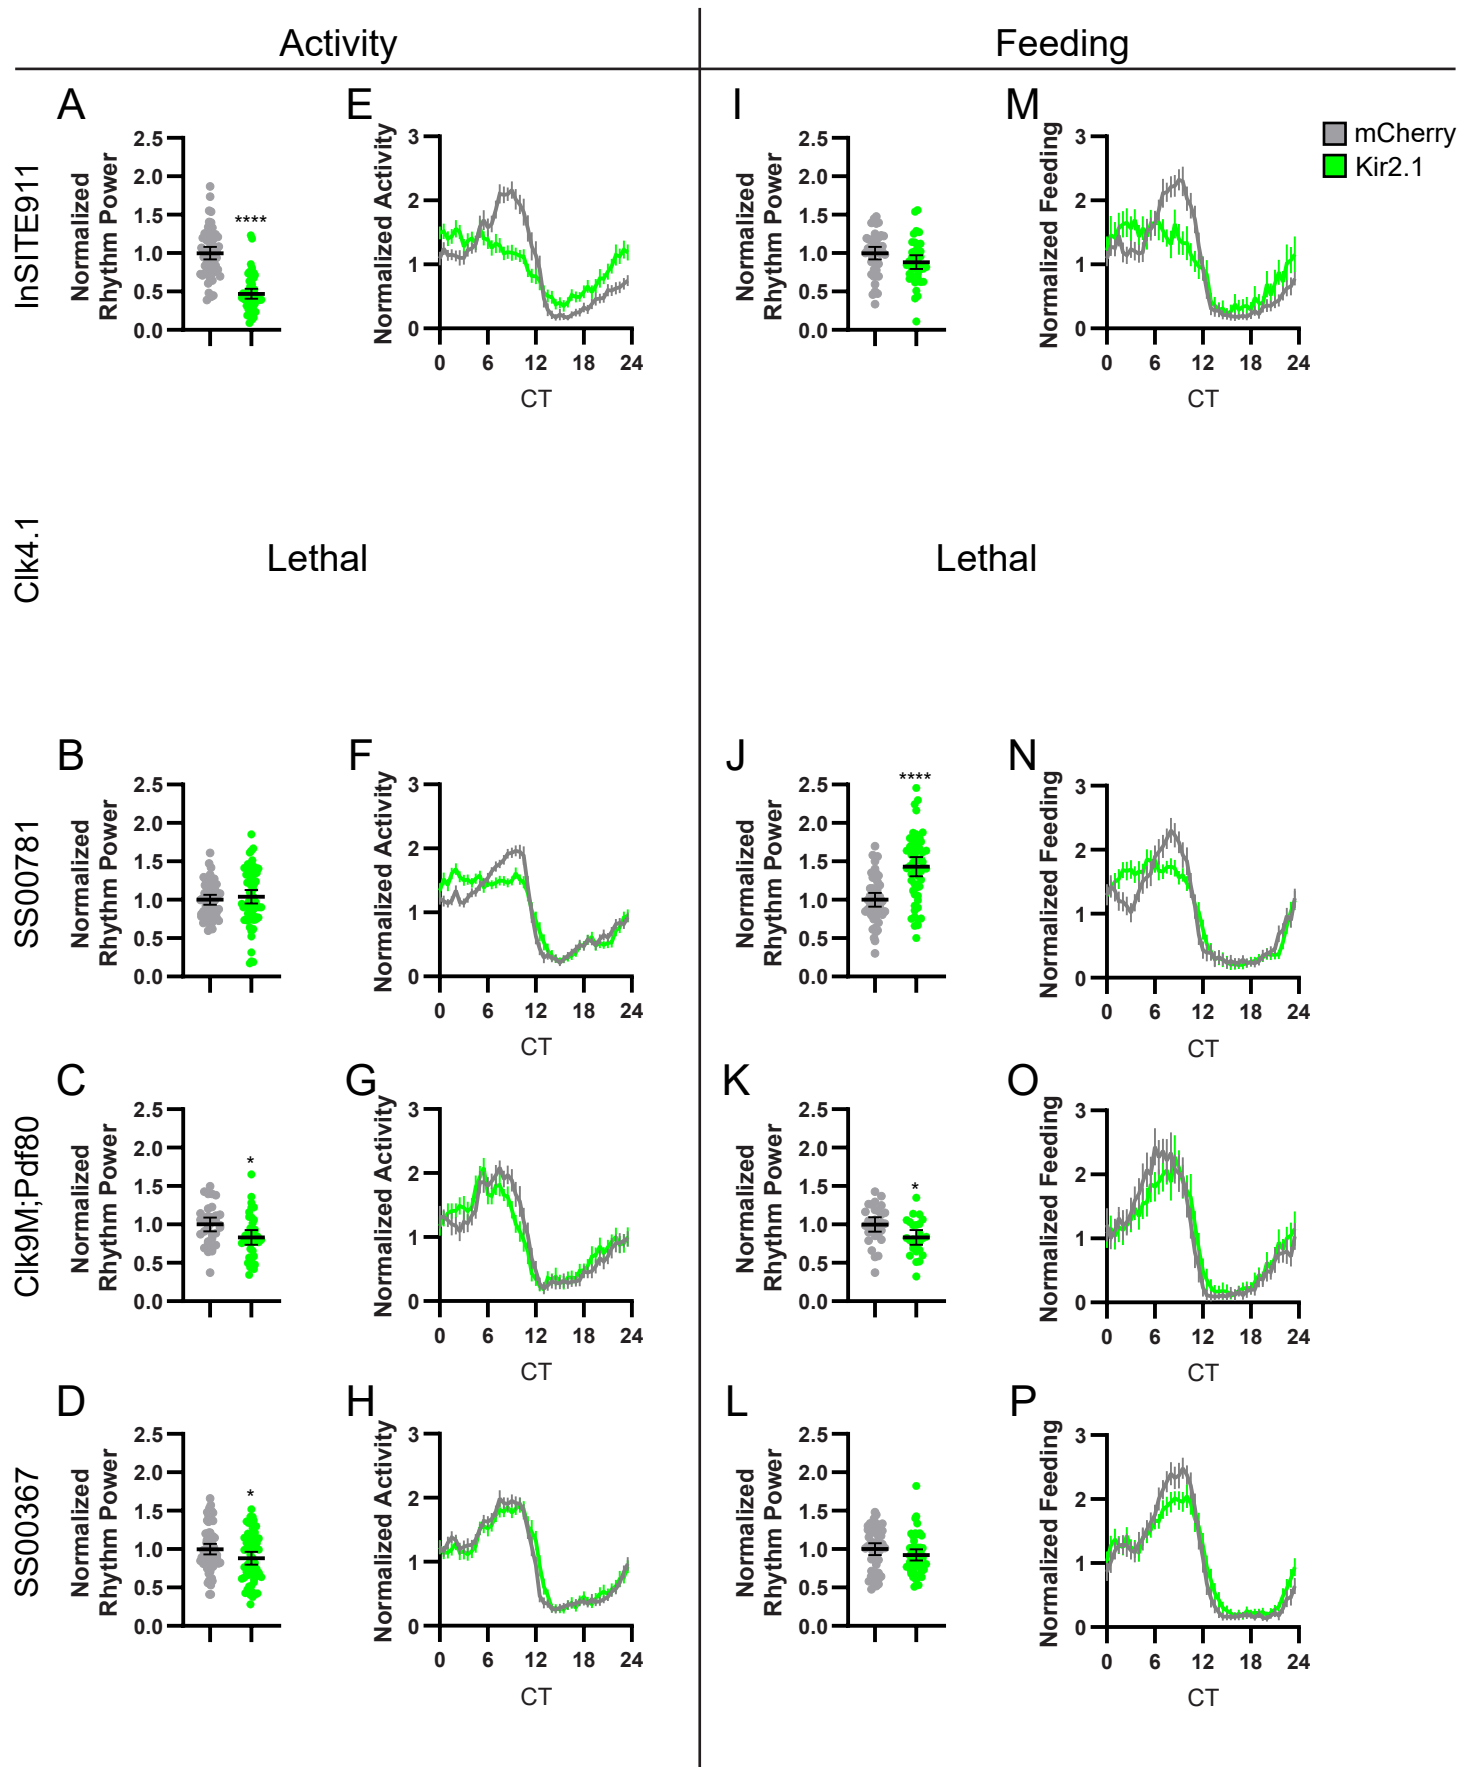 Activity
Feeding
InSITE911
A
Normalized
Rhythm Power
2.5
2.0
1.5
1.0
0.5
0.0
****
E
Normalized Activity
3
2
1
0
0 6 12 18 24
CT
I
Normalized
Rhythm Power
2.5
2.0
1.5
1.0
0.5
0.0
M
Normalized Feeding
3
2
1
0
0 6 12 18 24
CT
mCherry
Kir2.1
Clk4.1
Lethal
Lethal
SS00781
B
Normalized
Rhythm Power
2.5
2.0
1.5
1.0
0.5
0.0
F
Normalized Activity
3
2
1
0
0 6 12 18 24
CT
J
Normalized
Rhythm Power
2.5
2.0
1.5
1.0
0.5
0.0
****
N
Normalized Feeding
3
2
1
0
0 6 12 18 24
CT
Clk9M;Pdf80
C
Normalized
Rhythm Power
2.5
2.0
1.5
1.0
0.5
0.0
*
G
Normalized Activity
3
2
1
0
0 6 12 18 24
CT
K
Normalized
Rhythm Power
2.5
2.0
1.5
1.0
0.5
0.0
*
O
Normalized Feeding
3
2
1
0
0 6 12 18 24
CT
SS00367
D
Normalized
Rhythm Power
2.5
2.0
1.5
1.0
0.5
0.0
*
H
Normalized Activity
3
2
1
0
0 6 12 18 24
CT
L
Normalized
Rhythm Power
2.5
2.0
1.5
1.0
0.5
0.0
P
Normalized Feeding
3
2
1
0
0 6 12 18 24
CT